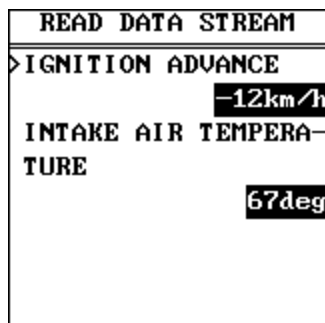 READ DATA STREAM
>IGNITION ADVANCE
-12km/h
INTAKE AIR TEMPERA-
TURE
67deg